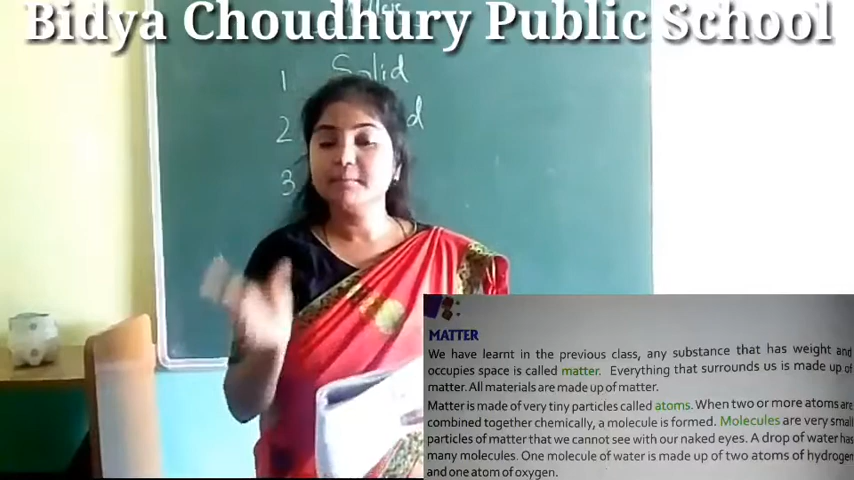 Bidya Choudhury Public School
1 Solid
2
3
MATTER
We have learnt in the previous class, any substance that has weight and
occupies space is called matter. Everything that surrounds us is made up of
matter. All materials are made up of matter.
Matter is made of very tiny particles called atoms. When two or more atoms are
combined together chemically, a molecule is formed. Molecules are very small
particles of matter that we cannot see with our naked eyes. A drop of water has
many molecules. One molecule of water is made up of two atoms of hydrogen
and one atom of oxygen.